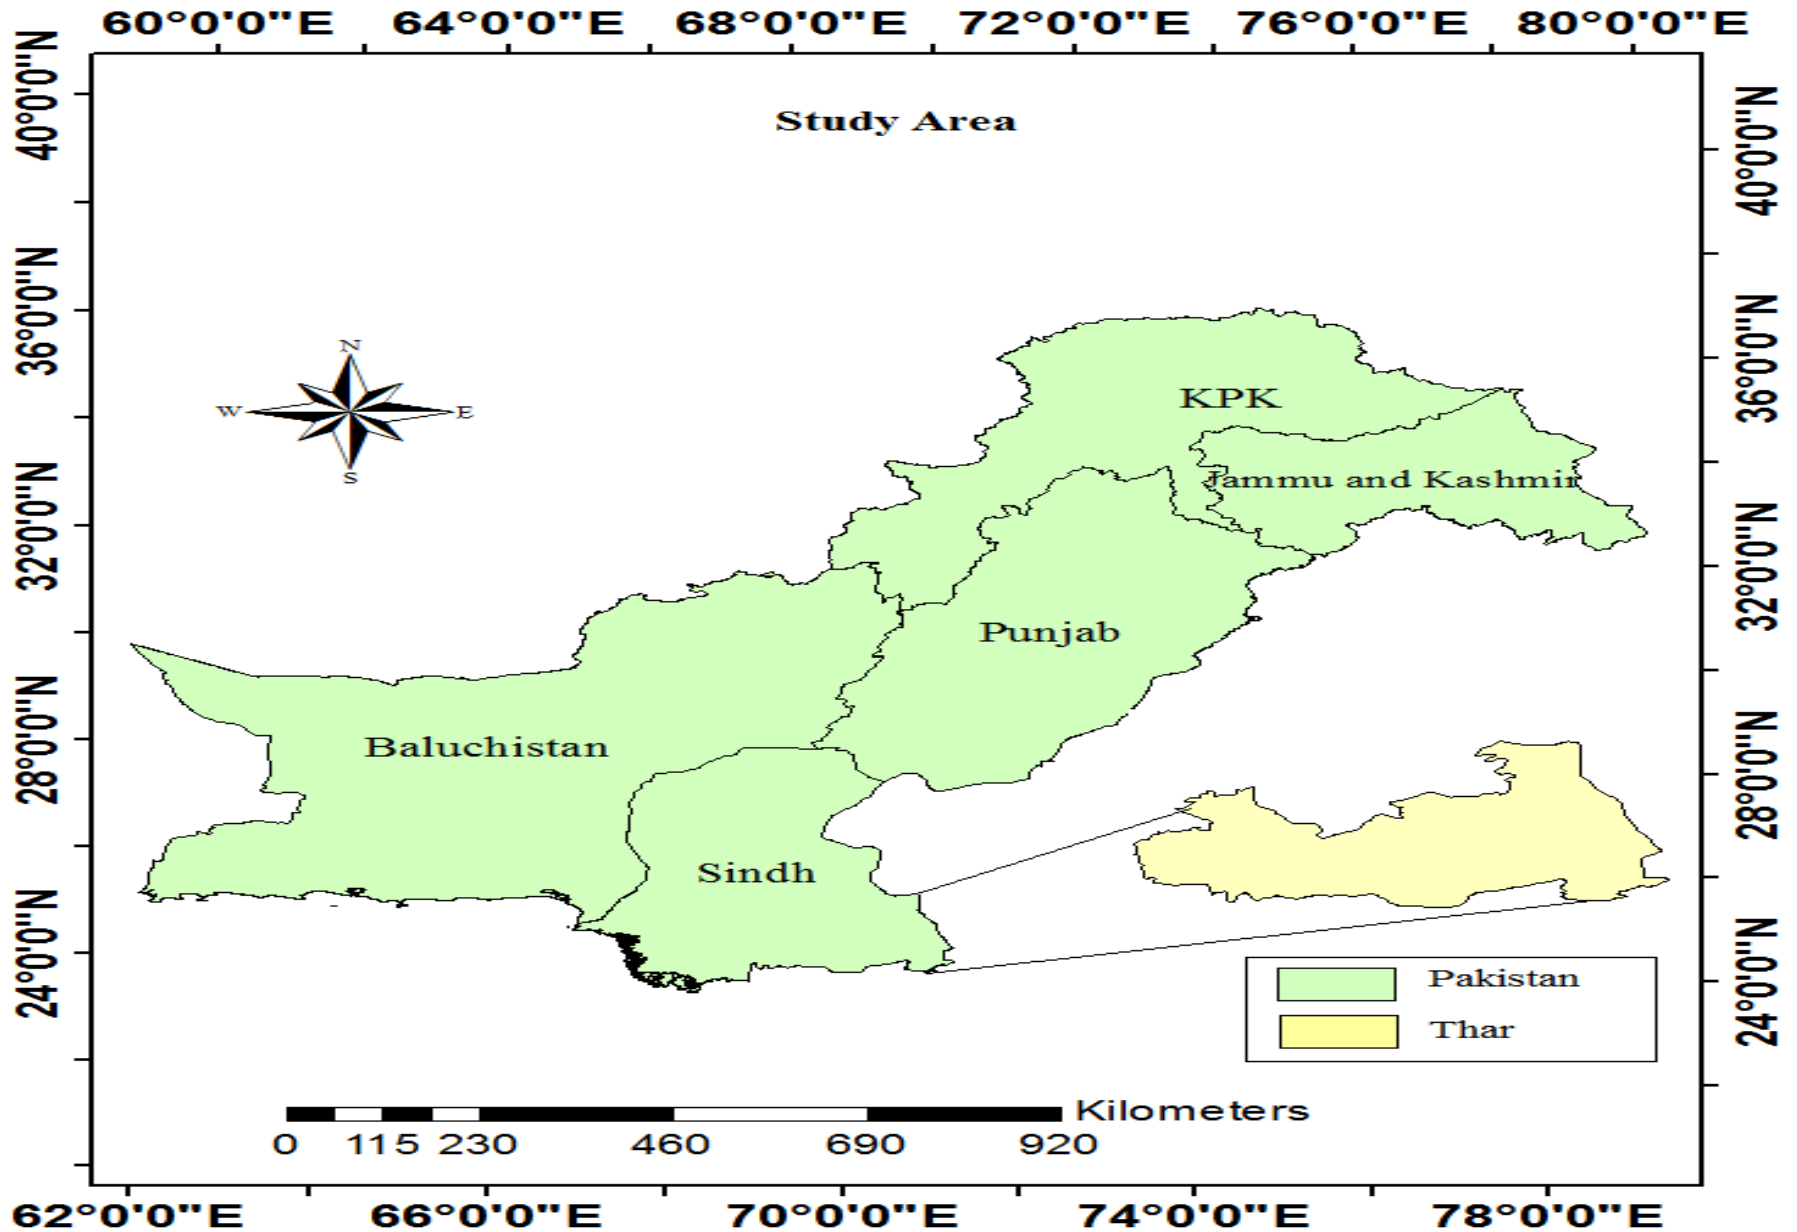 60°0'0"E 64°0'0"E 68°0'0"E 72°0'0"E 76°0'0"E 80°0'0"E
40°0'0"N
36°0'0"N
32°0'0"N
28°0'0"N
24°0'0"N
Study Area
N
W
E
S
KPK
Jammu and Kashmir
Punjab
Baluchistan
Sindh
Pakistan
Thar
Kilometers
0 115 230 460 690 920
40°0'0"N
36°0'0"N
32°0'0"N
28°0'0"N
24°0'0"N
62°0'0"E 66°0'0"E 70°0'0"E 74°0'0"E 78°0'0"E